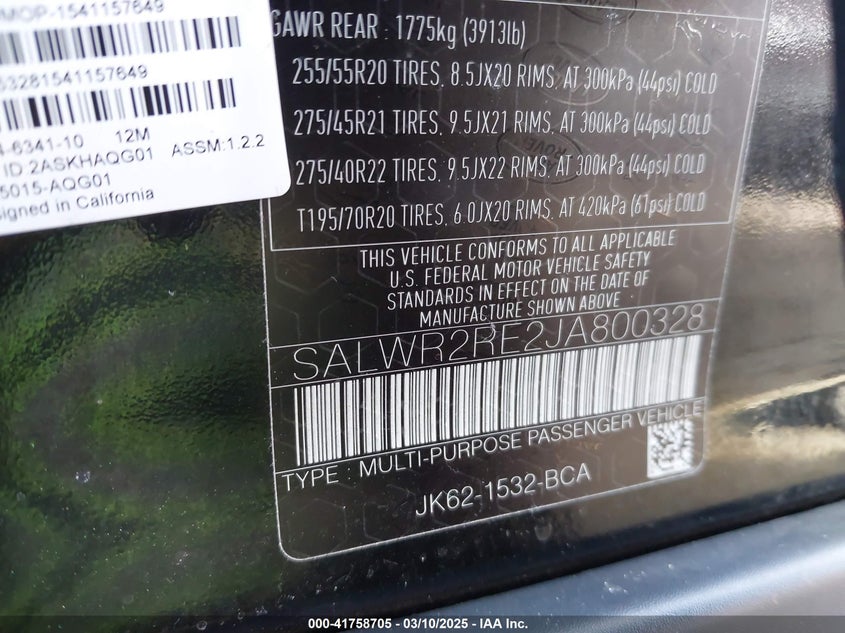 MOP-1541157649
53281541157649
-6341-10 12M
ID 2ASKHAQG01 ASSM:1.2.2
5015-AQG01
signed in California
GAWR REAR : 1775kg (3913lb)
255/55R20 TIRES, 8.5JX20 RIMS, AT 300kPa (44psi) COLD
275/45R21 TIRES, 9.5JX21 RIMS, AT 300kPa (44psi) COLD
275/40R22 TIRES, 9.5JX22 RIMS, AT 300kPa (44psi) COLD
T195/70R20 TIRES, 6.0JX20 RIMS, AT 420kPa (61psi) COLD
THIS VEHICLE CONFORMS TO ALL APPLICABLE
U.S. FEDERAL MOTOR VEHICLE SAFETY
STANDARDS IN EFFECT ON THE DATE OF
MANUFACTURE SHOWN ABOVE
SALWR2RE2JA800328
TYPE : MULTI-PURPOSE PASSENGER VEHICLE
JK62-1532-BCA
000-41758705 — 03/10/2025 — IAA Inc.